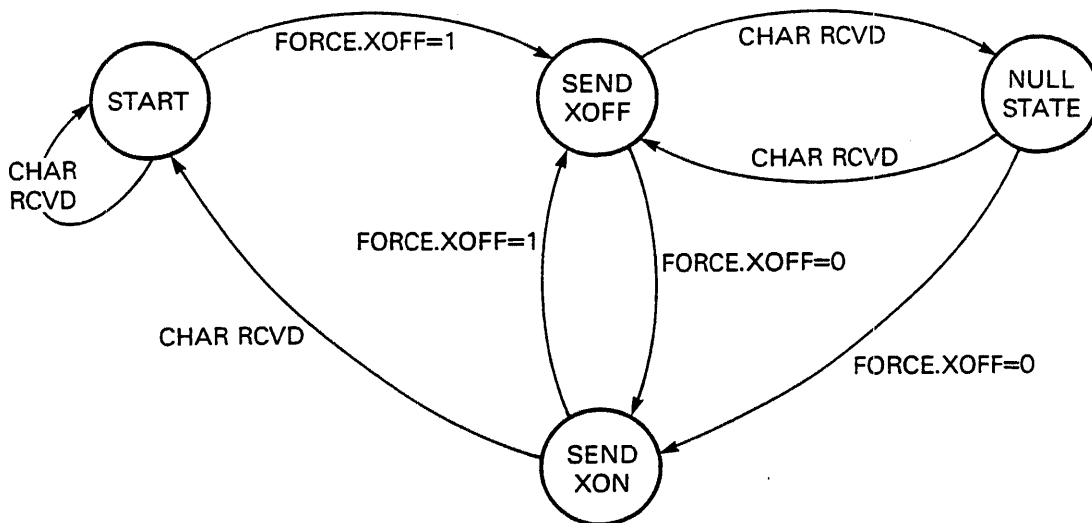 FORCE.XOFF=1
CHAR RCVD
START
SEND
XOFF
NULL
STATE
CHAR
RCVD
CHAR RCVD
FORCE.XOFF=1
FORCE.XOFF=0
CHAR RCVD
FORCE.XOFF=0
SEND
XON